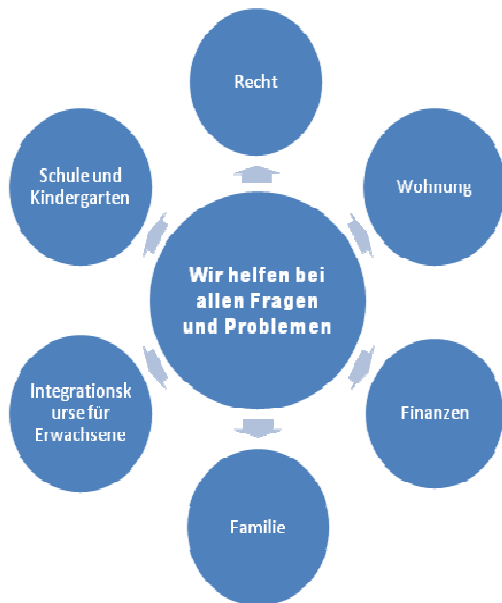 Recht
Schule und
Kindergarten
Wohnung
Wir helfen bei
allen Fragen
und Problemen
Integrationsk
urse für
Erwachsene
Finanzen
Familie